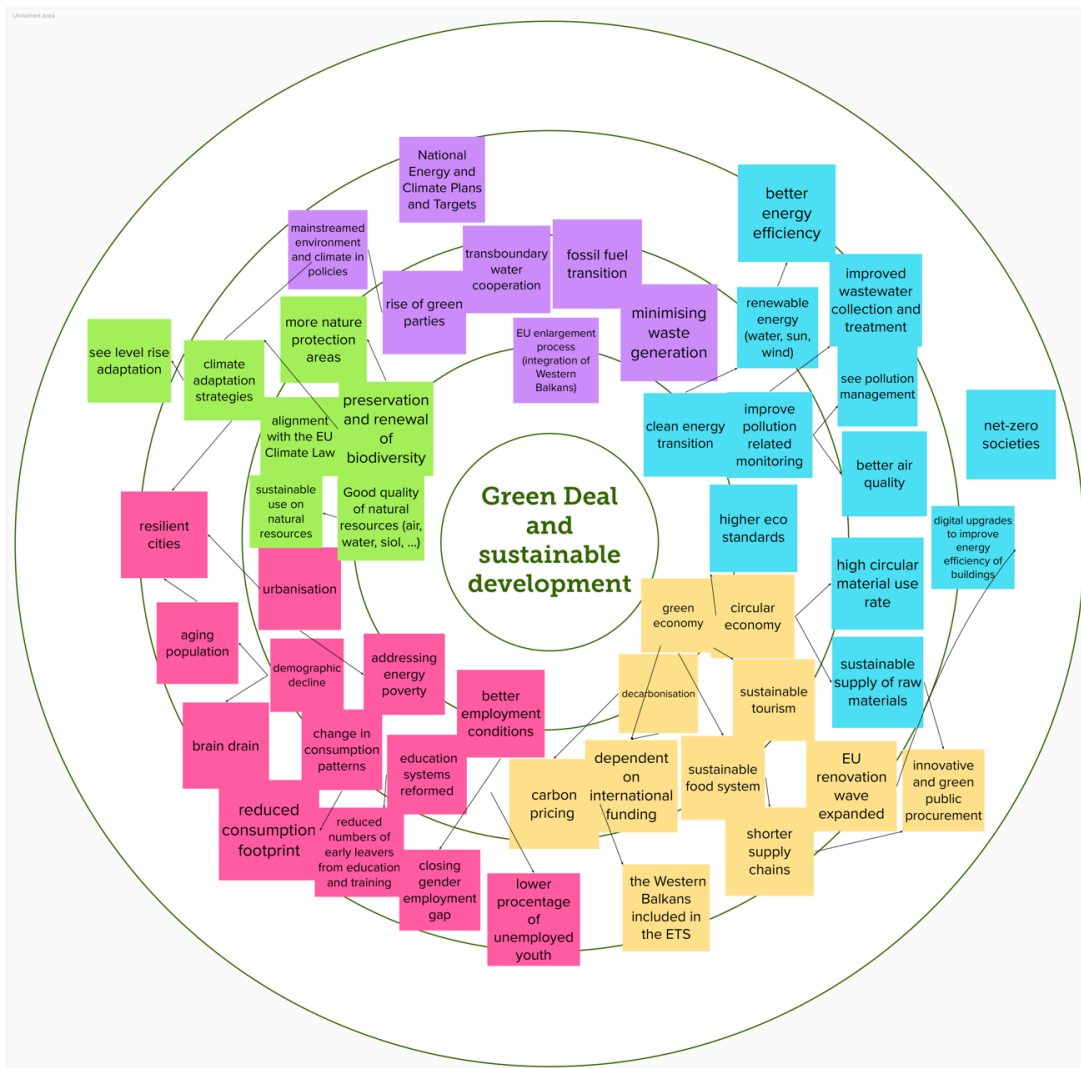 Unnamed area
National
Energy and
Climate Plans
and Targets
mainstreamed
environment
and climate in
policies
transboundary
water
cooperation
fossil fuel
transition
rise of green
parties
minimising
waste
generation
EU enlargement
process
(integration of
Western
Balkans)
better
energy
efficiency
improved
wastewater
collection and
treatment
renewable
energy
(water, sun,
wind)
see pollution
management
clean energy
transition
improve
pollution
related
monitoring
net-zero
societies
better air
quality
higher eco
standards
digital upgrades
to improve
energy
efficiency of
buildings
high circular
material use
rate
sustainable
supply of raw
materials
more nature
protection
areas
see level rise
adaptation
climate
adaptation
strategies
alignment
with the EU
Climate Law
preservation
and renewal
of
biodiversity
sustainable
use on
natural
resources
Good quality
of natural
resources (air,
water, siol, ...)
Green Deal
and
sustainable
development
resilient
cities
urbanisation
aging
population
demographic
decline
addressing
energy
poverty
better
employment
conditions
brain drain
change in
consumption
patterns
education
systems
reformed
reduced
consumption
footprint
reduced
numbers of
early leavers
from education
and training
closing
gender
employment
gap
lower
procentage
of
unemployed
youth
green
economy
circular
economy
decarbonisation
sustainable
tourism
carbon
pricing
dependent
on
international
funding
sustainable
food system
EU
renovation
wave
expanded
innovative
and green
public
procurement
shorter
supply
chains
the Western
Balkans
included in
the ETS